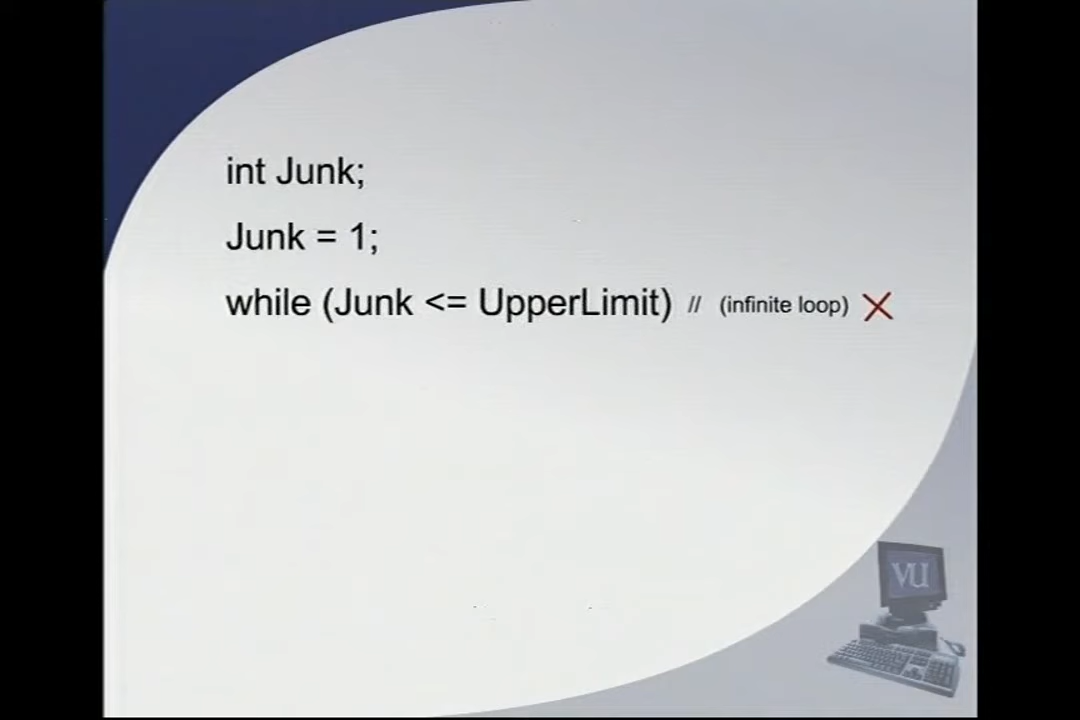 int Junk;
Junk = 1;
while (Junk <= UpperLimit) // (infinite loop)
VU